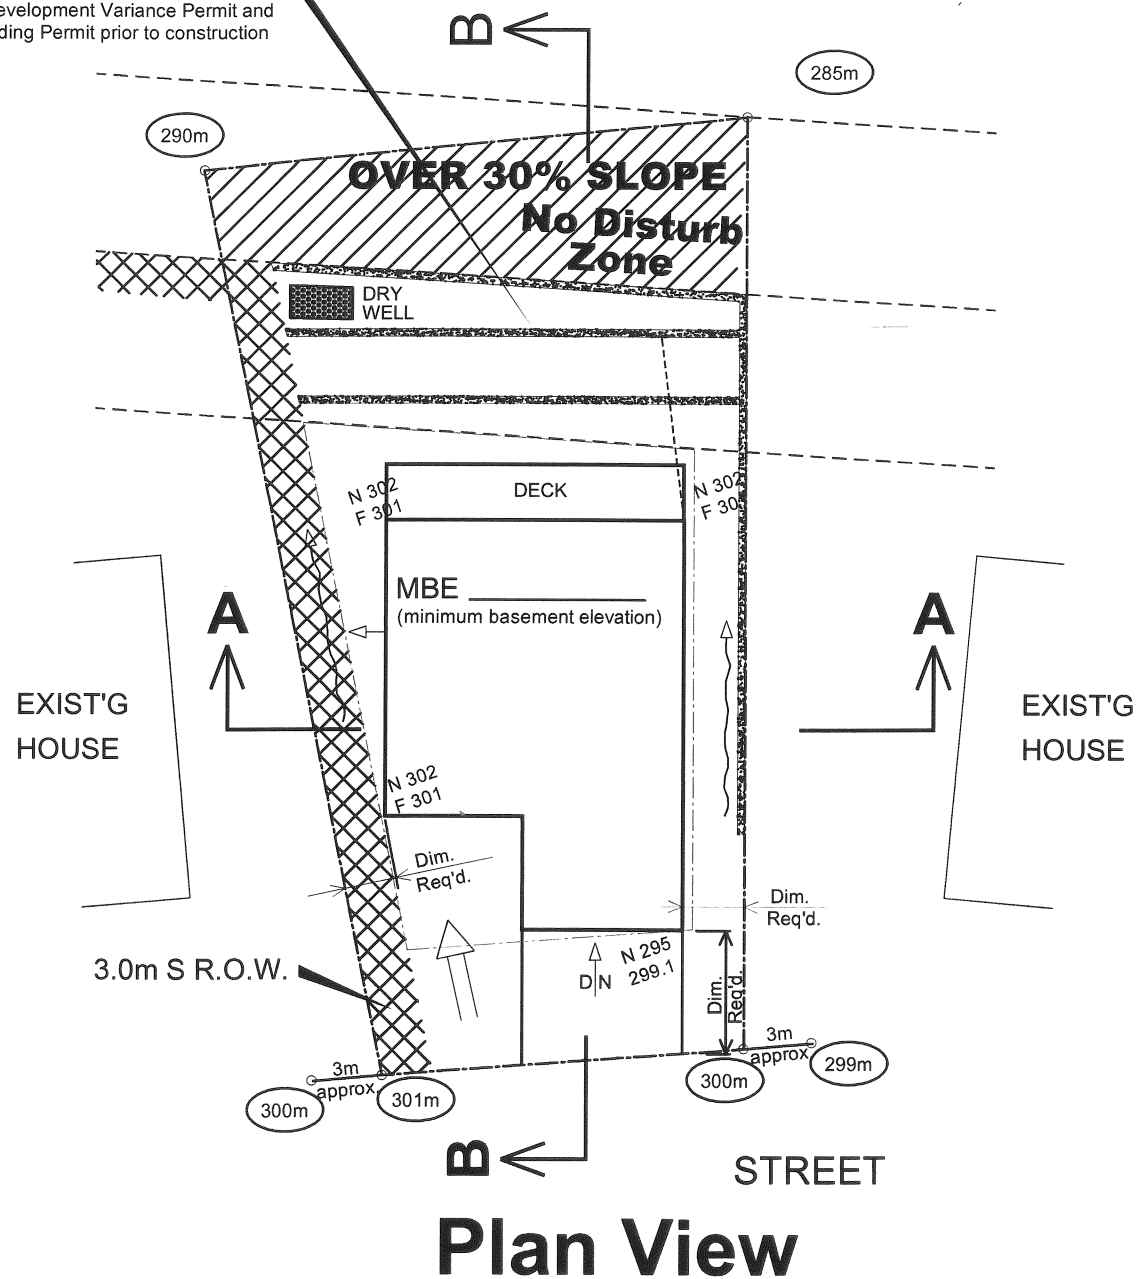 evelopment Variance Permit and
ding Permit prior to construction
B
285m
290m
OVER 30% SLOPE
No Disturb
Zone
DRY
WELL
N 302
F 301
DECK
N 302
F 30
MBE
(minimum basement elevation)
A
A
EXIST'G
HOUSE
EXIST'G
HOUSE
N 302
F 301
Dim.
Req'd.
Dim.
Req'd.
3.0m S R.O.W.
DN
N 295
299.1
Dim.
Req'd.
3m
approx.
300m
301m
300m
3m
approx.
299m
B
STREET
Plan View